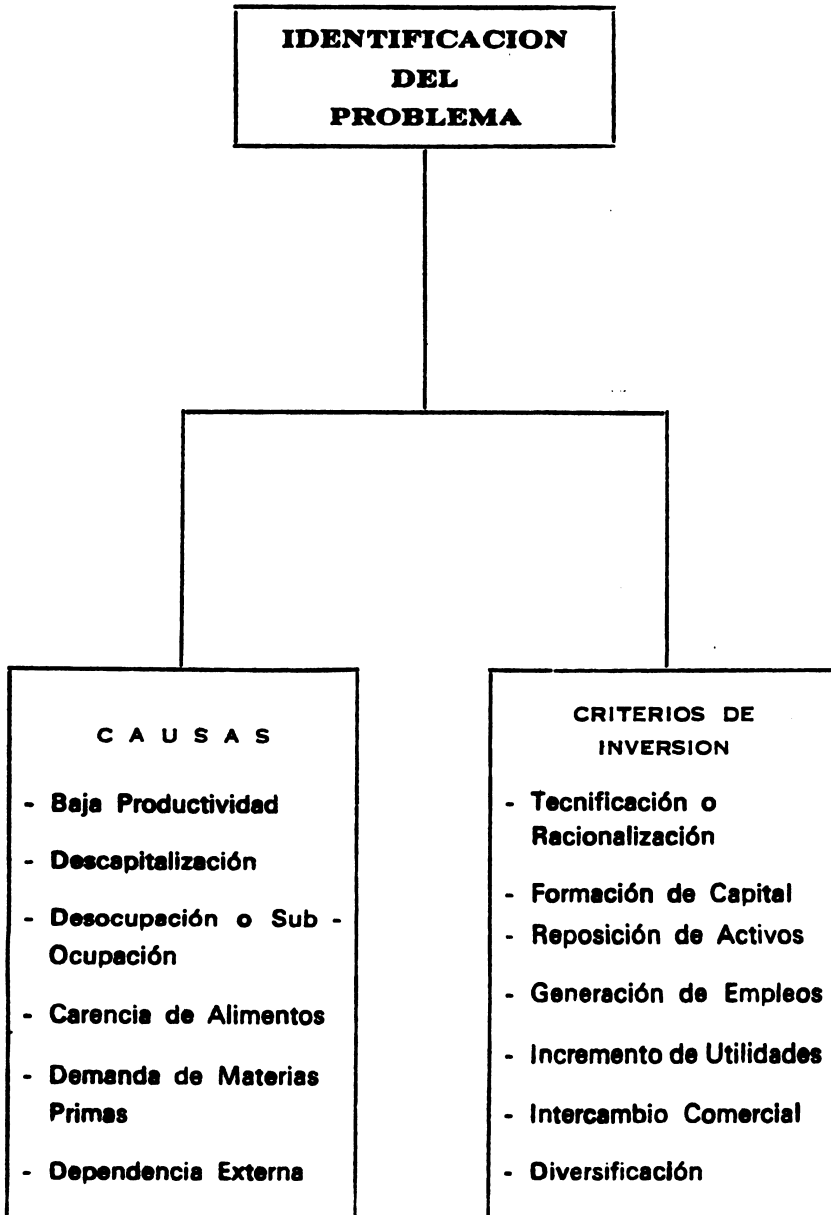 IDENTIFICACION
DEL
PROBLEMA
C A U S A S
- Baja Productividad
- Descapitalización
- Desocupación o Sub -
Ocupación
- Carencia de Alimentos
- Demanda de Materias
Primas
- Dependencia Externa
CRITERIOS DE
INVERSION
- Tecnificación o
Racionalización
- Formación de Capital
- Reposición de Activos
- Generación de Empleos
- Incremento de Utilidades
- Intercambio Comercial
- Diversificación